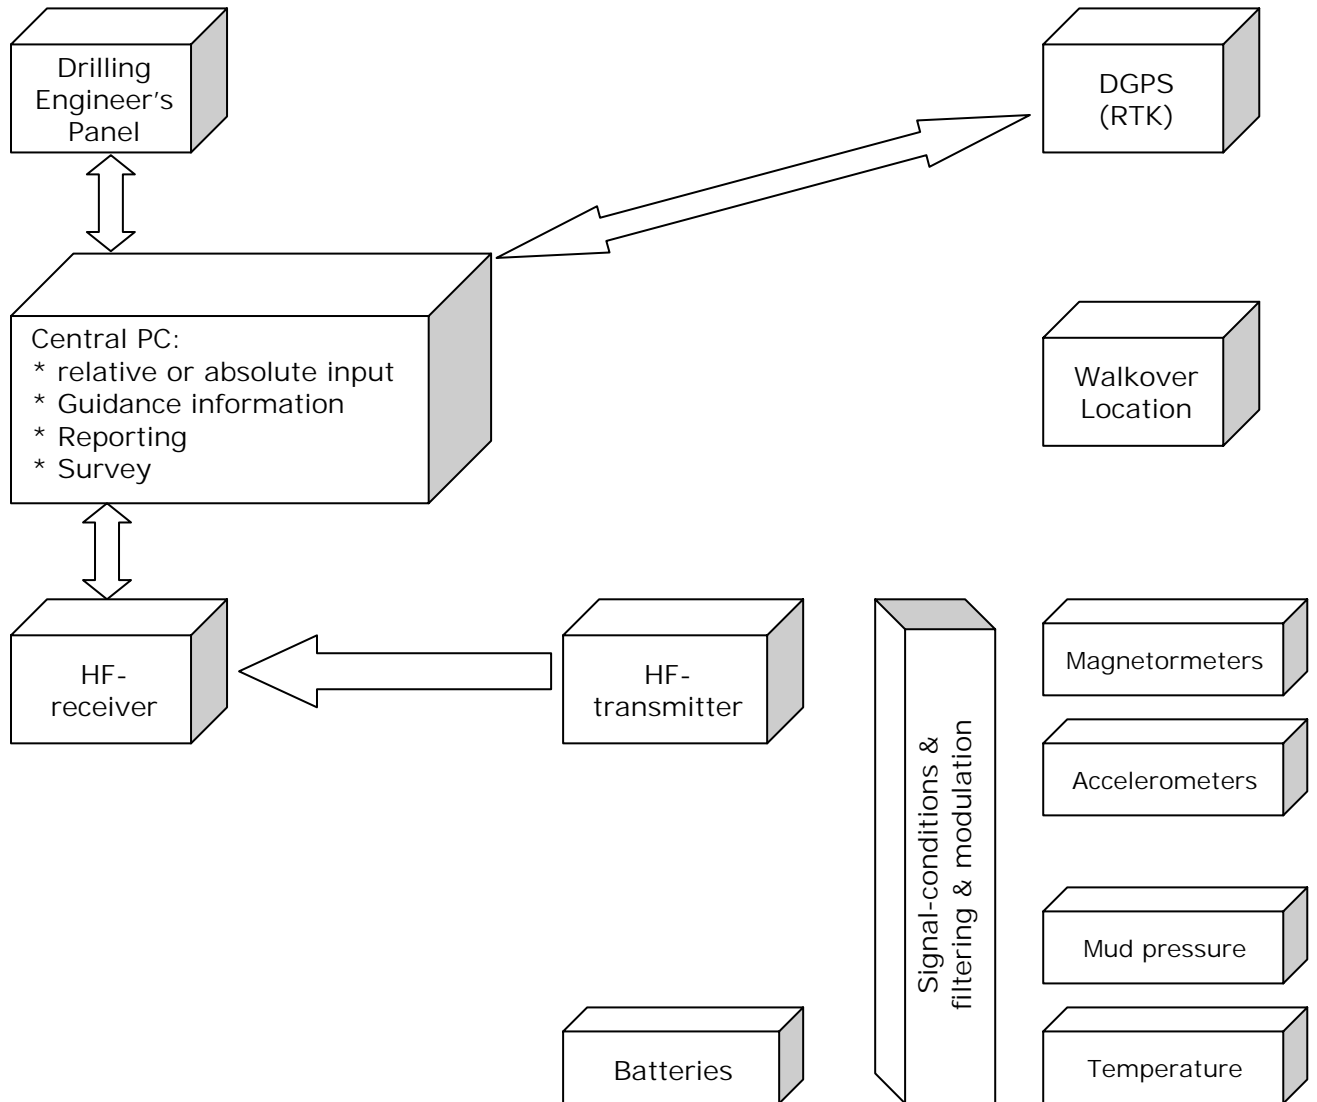 Drilling
Engineer's
Panel
DGPS
(RTK)
Central PC:
* relative or absolute input
* Guidance information
* Reporting
* Survey
Walkover
Location
HF-
receiver
HF-
transmitter
Signal-conditions &
filtering & modulation
Magnetormeters
Accelerometers
Mud pressure
Batteries
Temperature